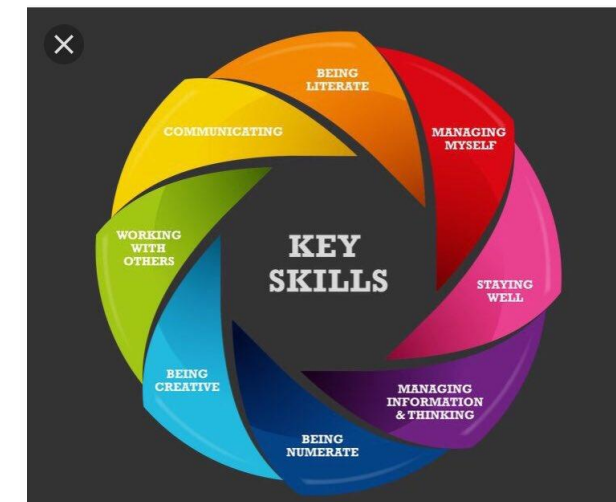 BEING
LITERATE
MANAGING
MYSELF
STAYING
WELL
MANAGING
INFORMATION
& THINKING
BEING
NUMERATE
BEING
CREATIVE
WORKING
WITH
OTHERS
COMMUNICATING
KEY
SKILLS